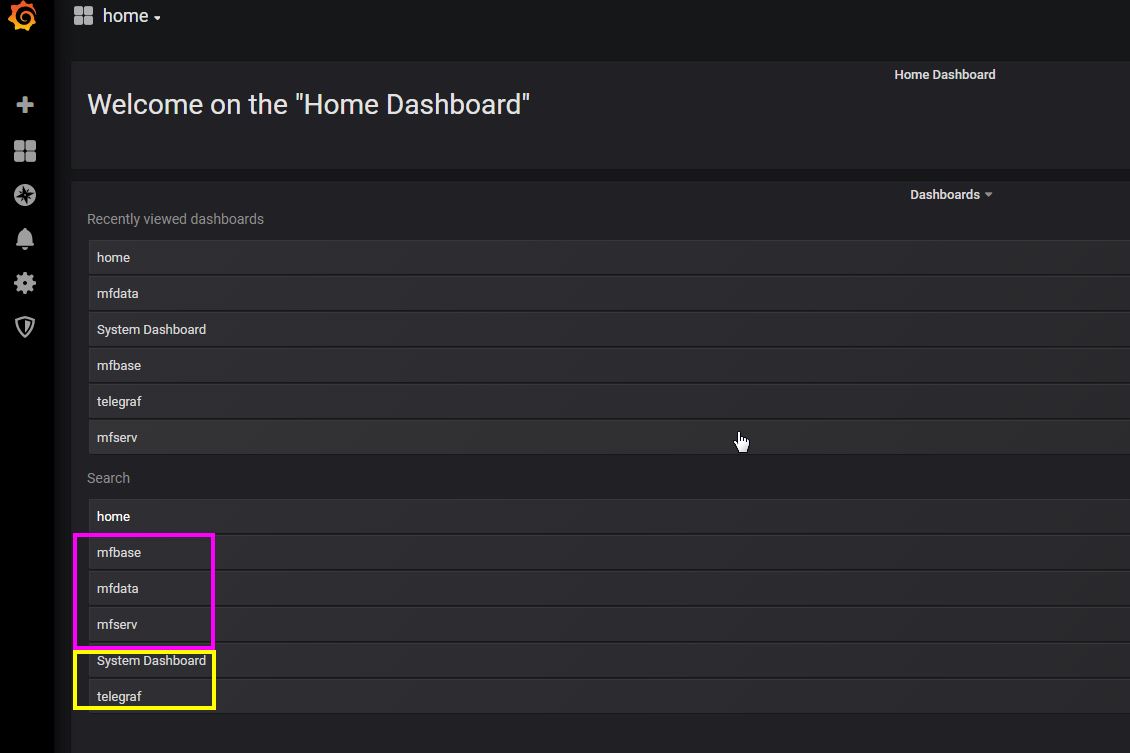 home
Home Dashboard
Welcome on the "Home Dashboard"
Dashboards
Recently viewed dashboards
home
mfdata
System Dashboard
mfbase
telegraf
mfserv
Search
home
mfbase
mfdata
mfserv
System Dashboard
telegraf